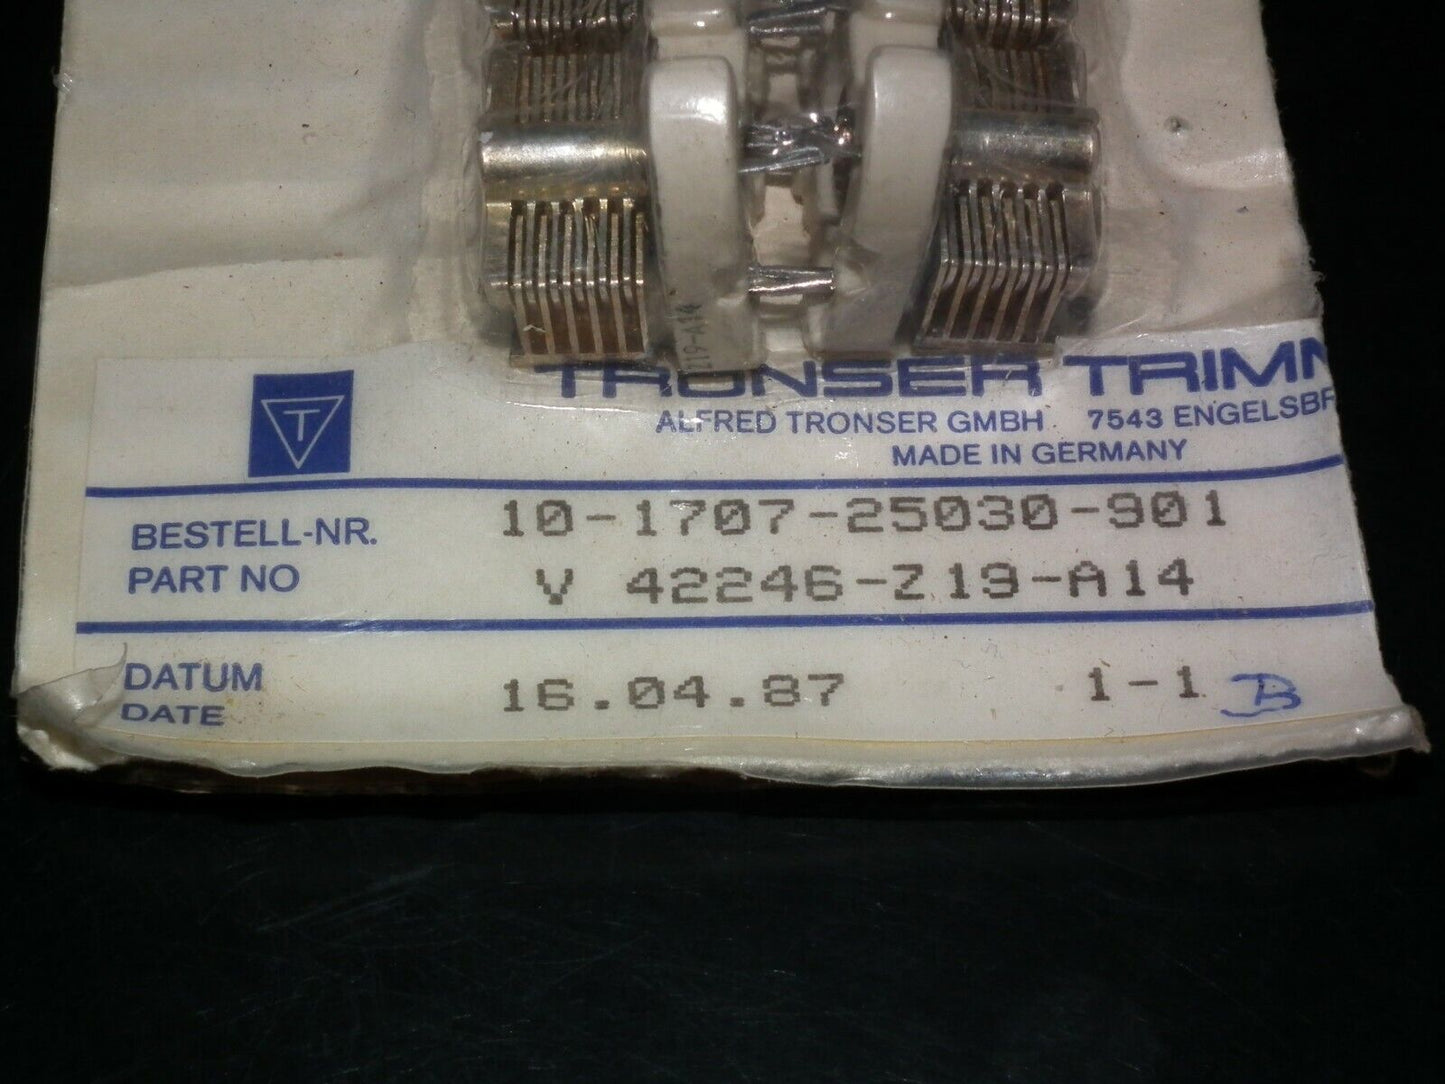 Z19-A14
TRONSER TRIMM
ALFRED TRONSER GMBH 7543 ENGELSBR
MADE IN GERMANY
T
BESTELL-NR. 10-1707-25030-901
PART NO V 42246-Z19-A14
DATUM
DATE 16.04.87 1-1 B